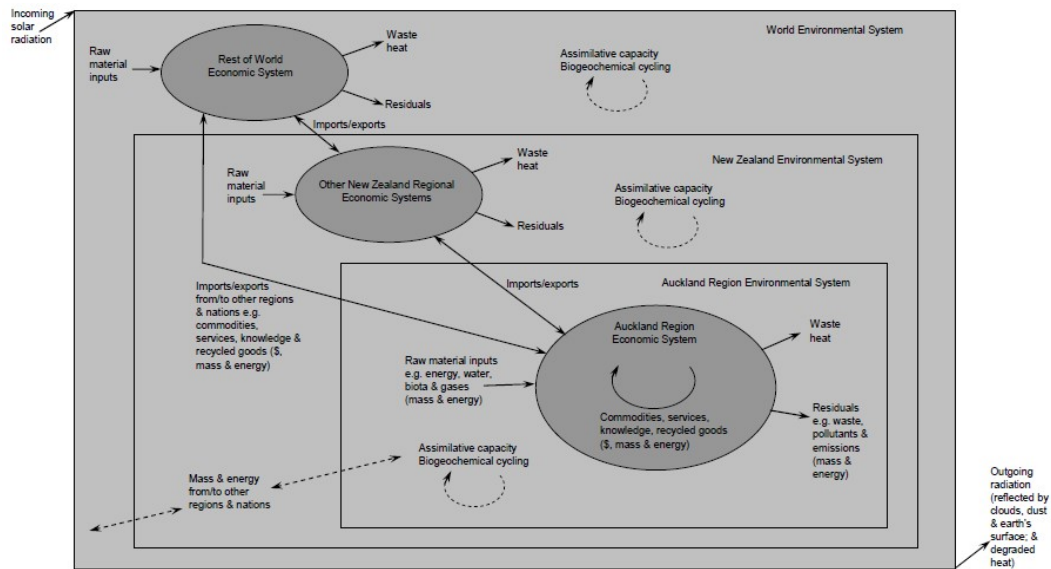 Incoming
solar
radiation
World Environmental System
Raw
material
inputs
Rest of World
Economic System
Waste
heat
Residuals
Assimilative capacity
Biogeochemical cycling
Imports/exports
New Zealand Environmental System
Raw
material
inputs
Other New Zealand Regional
Economic Systems
Waste
heat
Residuals
Assimilative capacity
Biogeochemical cycling
Imports/exports
from/to other regions
& nations e.g.
commodities,
services, knowledge &
recycled goods ($,
mass & energy)
Imports/exports
Auckland Region Environmental System
Auckland Region
Economic System
Waste
heat
Raw material inputs
e.g. energy, water,
biota & gases
(mass & energy)
Commodities, services,
knowledge, recycled goods
($, mass & energy)
Residuals
e.g. waste,
pollutants &
emissions
(mass &
energy)
Assimilative capacity
Biogeochemical cycling
Mass & energy
from/to other
regions & nations
Outgoing
radiation
(reflected by
clouds, dust
& earth's
surface; &
degraded
heat)